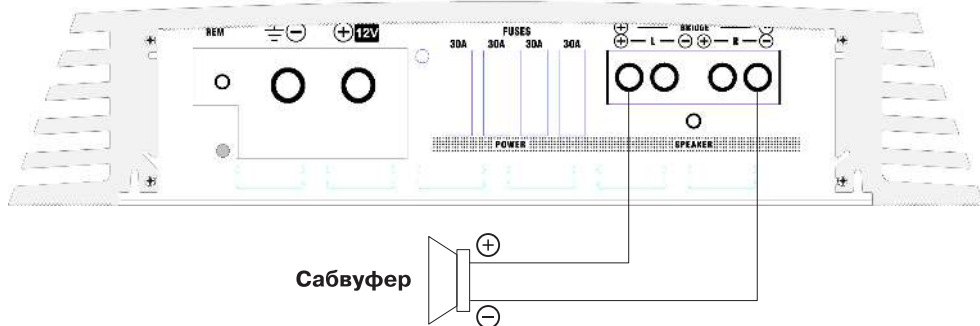 REM
⏚ ⊖
⊕ 12V
FUSES
30A 30A 30A 30A
⊕ BRIDGE ⊖
⊕ L ⊖ ⊕ R ⊖
POWER
SPEAKER
Сабвуфер
⊕
⊖